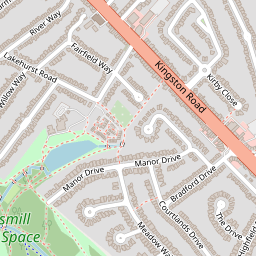 River Way
Fairfield Way
Lakehurst Road
Willow Way
Kingston Road
Kirby Close
Manor Drive
Manor Drive
Bradford Drive
Courtlands Drive
The Drive
Meadow
smill
Space